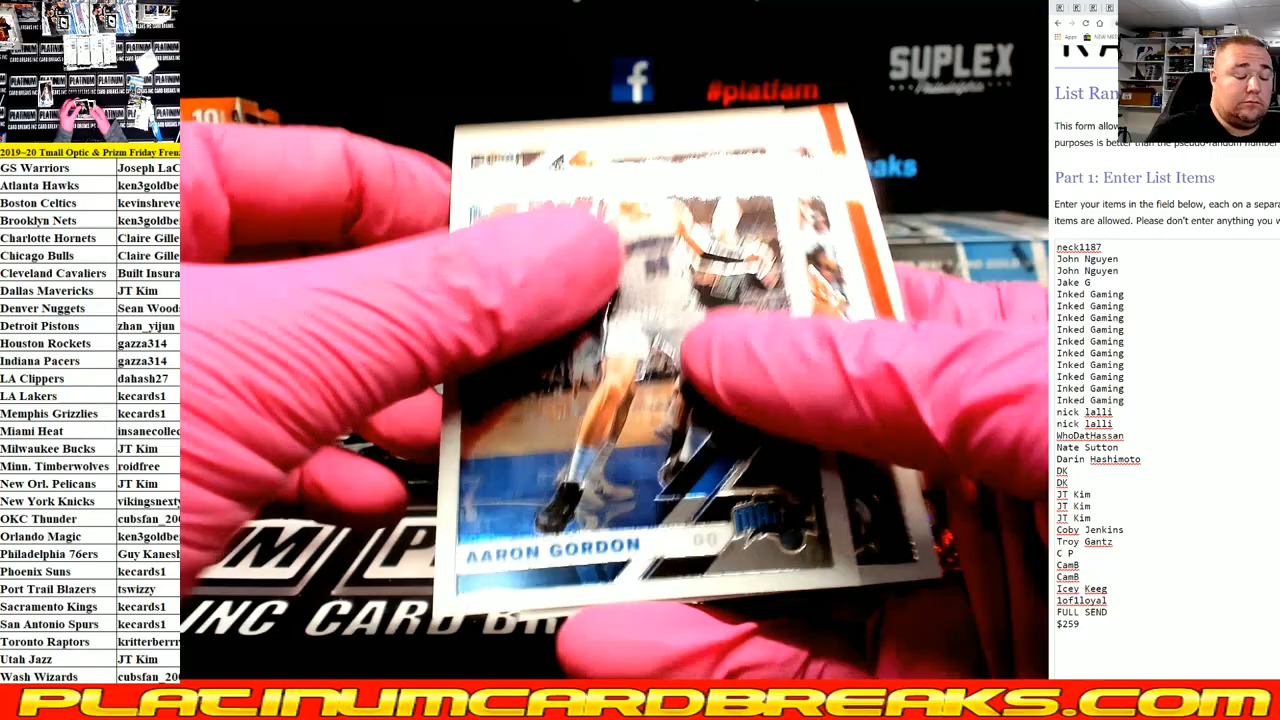 2019~20 Tmall Optic & Prizm Friday Fren
GS Warriors Joseph LaC
Atlanta Hawks ken3goldbe
Boston Celtics kevinshreve
Brooklyn Nets ken3goldbe
Charlotte Hornets Claire Gille
Chicago Bulls Claire Gille
Cleveland Cavaliers Built Insura
Dallas Mavericks JT Kim
Denver Nuggets Sean Woods
Detroit Pistons zhan_yijun
Houston Rockets gazza314
Indiana Pacers gazza314
LA Clippers dahash27
LA Lakers kecards1
Memphis Grizzlies kecards1
Miami Heat insanecollec
Milwaukee Bucks JT Kim
Minn. Timberwolves roidfree
New Orl. Pelicans JT Kim
New York Knicks vikingsnexty
OKC Thunder cubsfan_200
Orlando Magic ken3goldbe
Philadelphia 76ers Guy Kanesh
Phoenix Suns kecards1
Port Trail Blazers tswizzy
Sacramento Kings kecards1
San Antonio Spurs kecards1
Toronto Raptors kritterberrr
Utah Jazz JT Kim
Wash Wizards cubsfan_200
SUPLEX
Philadelphia
f
#platfam
breaks
AARON GORDON 00
INC CARD BR
List Ran
This form allow
purposes is better than the pseudo-random number
Part 1: Enter List Items
Enter your items in the field below, each on a separa
items are allowed. Please don't enter anything you w
neck1187
John Nguyen
John Nguyen
Jake G
Inked Gaming
Inked Gaming
Inked Gaming
Inked Gaming
Inked Gaming
Inked Gaming
Inked Gaming
Inked Gaming
Inked Gaming
Inked Gaming
nick lalli
nick lalli
WhoDatHassan
Nate Sutton
Darin Hashimoto
DK
DK
JT Kim
JT Kim
JT Kim
Coby Jenkins
Troy Gantz
C P
CamB
CamB
Icey Keeg
1of1loyal
FULL SEND
$259
PLATINUMCARDBREAKS.COM